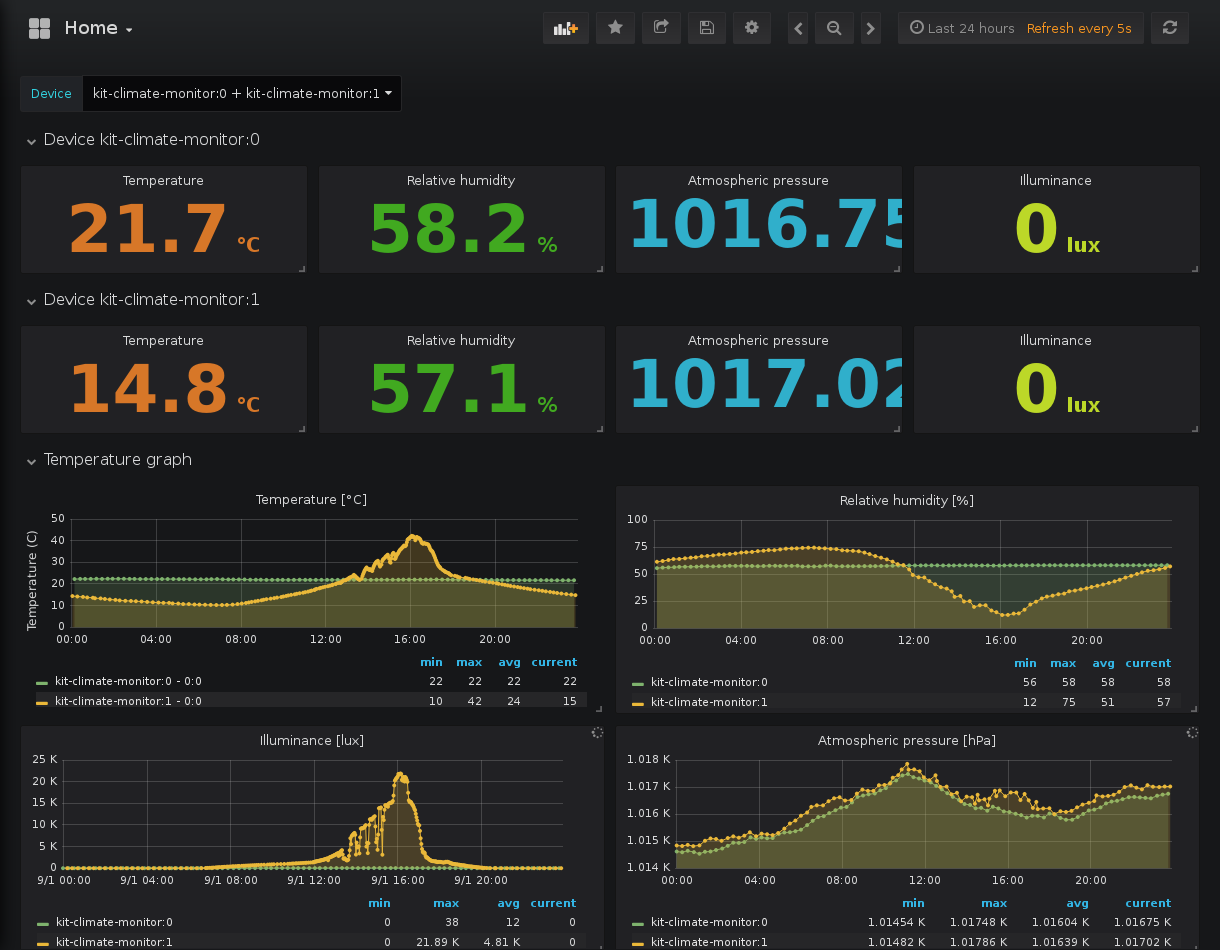 Home
Last 24 hours Refresh every 5s
Device kit-climate-monitor:0 + kit-climate-monitor:1
Device kit-climate-monitor:0
Temperature Relative humidity Atmospheric pressure Illuminance
21.7 °C 58.2 % 1016.75 0 lux
Device kit-climate-monitor:1
Temperature Relative humidity Atmospheric pressure Illuminance
14.8 °C 57.1 % 1017.02 0 lux
Temperature graph
Temperature [°C]
Temperature (C)
50
40
30
20
10
0
00:00 04:00 08:00 12:00 16:00 20:00
min max avg current
kit-climate-monitor:0 - 0:0 22 22 22 22
kit-climate-monitor:1 - 0:0 10 42 24 15
Relative humidity [%]
100
75
50
25
0
00:00 04:00 08:00 12:00 16:00 20:00
min max avg current
kit-climate-monitor:0 56 58 58 58
kit-climate-monitor:1 12 75 51 57
Illuminance [lux]
25 K
20 K
15 K
10 K
5 K
0
9/1 00:00 9/1 04:00 9/1 08:00 9/1 12:00 9/1 16:00 9/1 20:00
min max avg current
kit-climate-monitor:0 0 38 12 0
kit-climate-monitor:1 0 21.89 K 4.81 K 0
Atmospheric pressure [hPa]
1.018 K
1.017 K
1.016 K
1.015 K
1.014 K
00:00 04:00 08:00 12:00 16:00 20:00
min max avg current
kit-climate-monitor:0 1.01454 K 1.01748 K 1.01604 K 1.01675 K
kit-climate-monitor:1 1.01482 K 1.01786 K 1.01639 K 1.01702 K